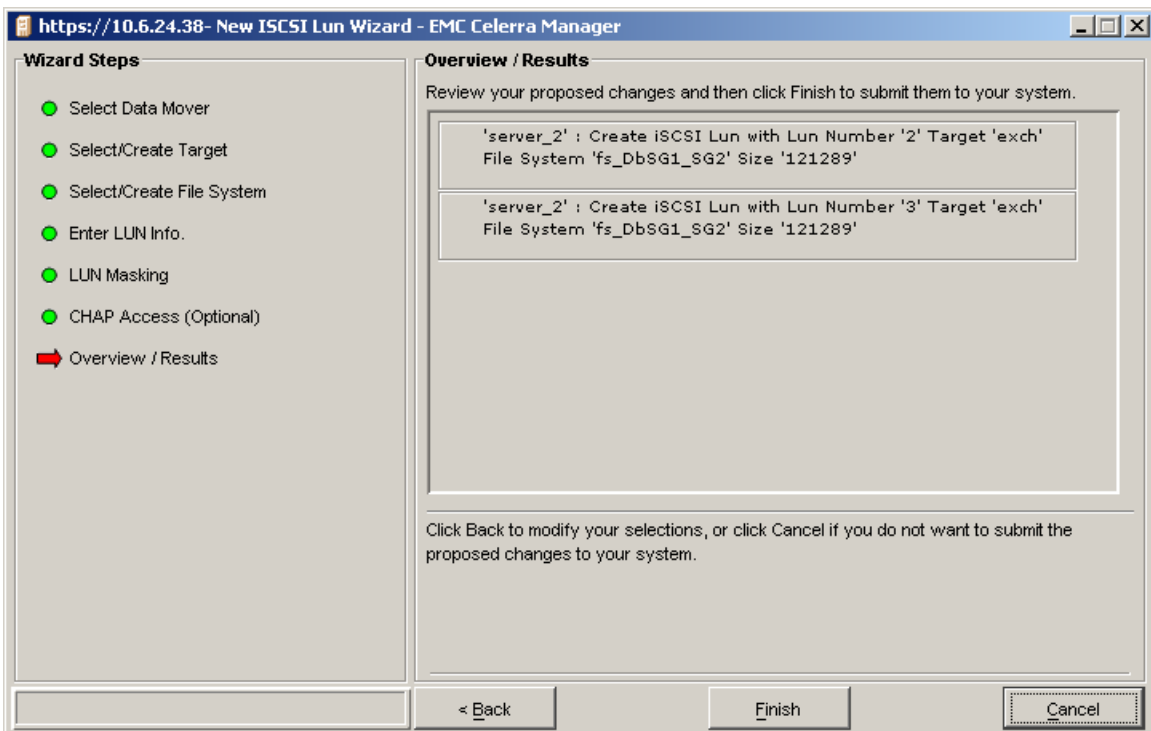 https://10.6.24.38- New ISCSI Lun Wizard - EMC Celerra Manager
Wizard Steps
Select Data Mover
Select/Create Target
Select/Create File System
Enter LUN Info.
LUN Masking
CHAP Access (Optional)
Overview / Results
Overview / Results
Review your proposed changes and then click Finish to submit them to your system.
'server_2' : Create iSCSI Lun with Lun Number '2' Target 'exch'
File System 'fs_DbSG1_SG2' Size '121289'
'server_2' : Create iSCSI Lun with Lun Number '3' Target 'exch'
File System 'fs_DbSG1_SG2' Size '121289'
Click Back to modify your selections, or click Cancel if you do not want to submit the
proposed changes to your system.
< Back
Finish
Cancel